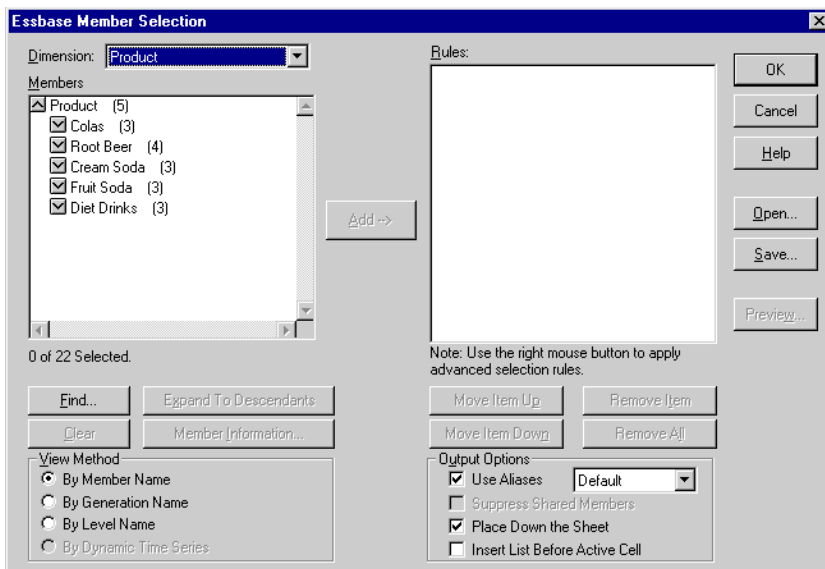 Essbase Member Selection
Dimension: Product
Members
Product (5)
Colas (3)
Root Beer (4)
Cream Soda (3)
Fruit Soda (3)
Diet Drinks (3)
0 of 22 Selected.
Find...
Expand To Descendants
Clear
Member Information...
View Method
By Member Name
By Generation Name
By Level Name
By Dynamic Time Series
Add -->
Rules:
Note: Use the right mouse button to apply
advanced selection rules.
Move Item Up
Remove Item
Move Item Down
Remove All
Output Options
Use Aliases
Default
Suppress Shared Members
Place Down the Sheet
Insert List Before Active Cell
OK
Cancel
Help
Open...
Save...
Preview...